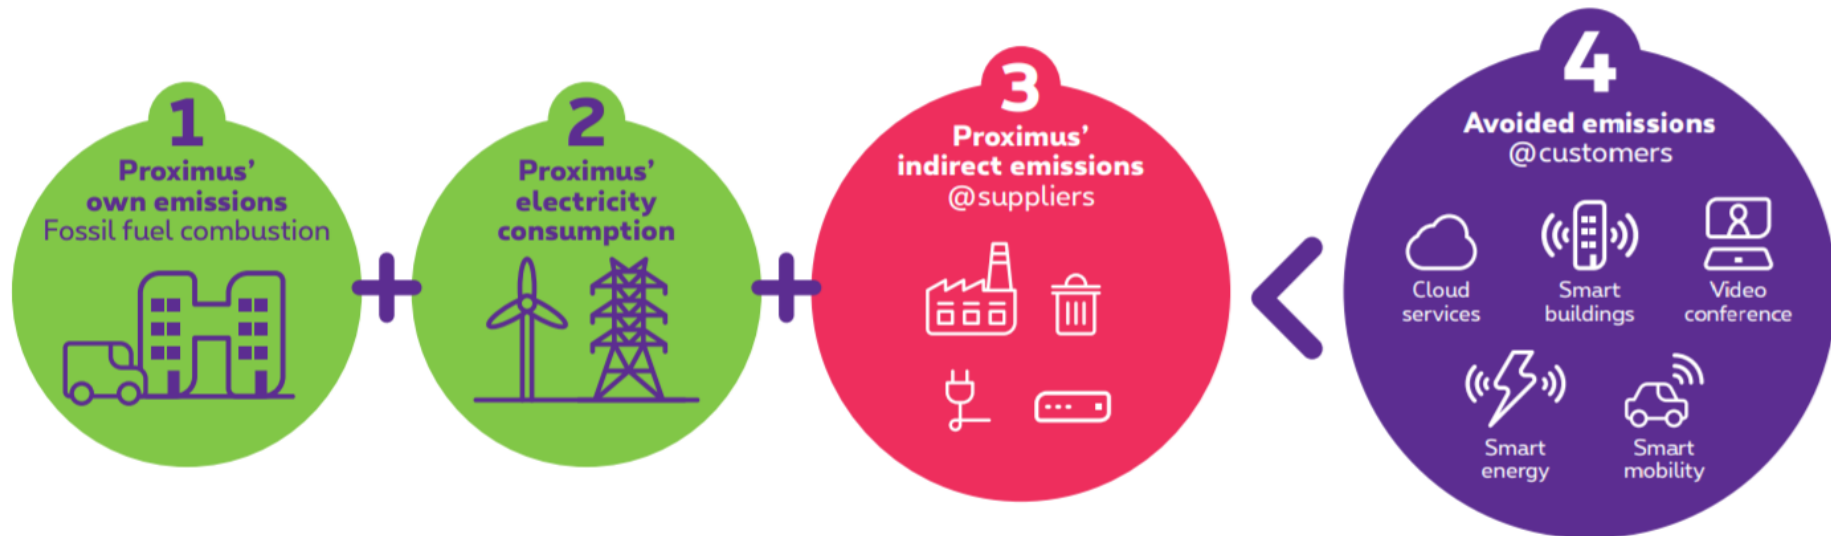 1
Proximus’
own emissions
Fossil fuel combustion
+
2
Proximus’
electricity
consumption
+
3
Proximus’
indirect emissions
@suppliers
<
4
Avoided emissions
@customers
Cloud
services
Smart
buildings
Video
conference
Smart
energy
Smart
mobility